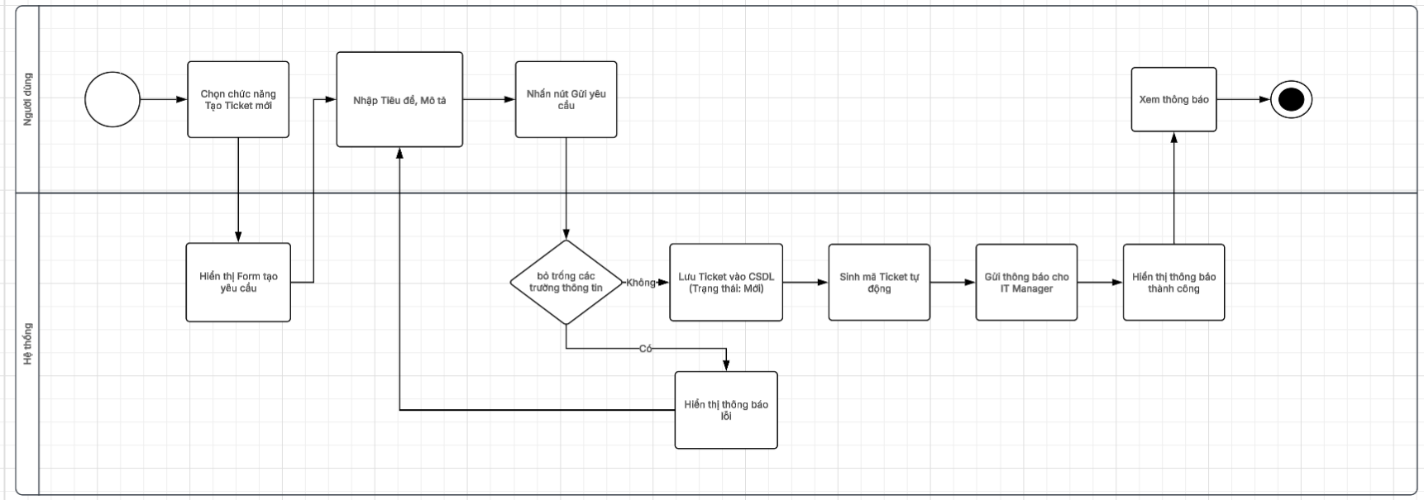 Người dùng
Chọn chức năng
Tạo Ticket mới
Nhập Tiêu đề, Mô tả
Nhấn nút Gửi yêu
cầu
Xem thông báo
Hệ thống
Hiển thị Form tạo
yêu cầu
bỏ trống các
trường thông tin
Không
Lưu Ticket vào CSDL
(Trạng thái: Mới)
Sinh mã Ticket tự
động
Gửi thông báo cho
IT Manager
Hiển thị thông báo
thành công
Có
Hiển thị thông báo
lỗi